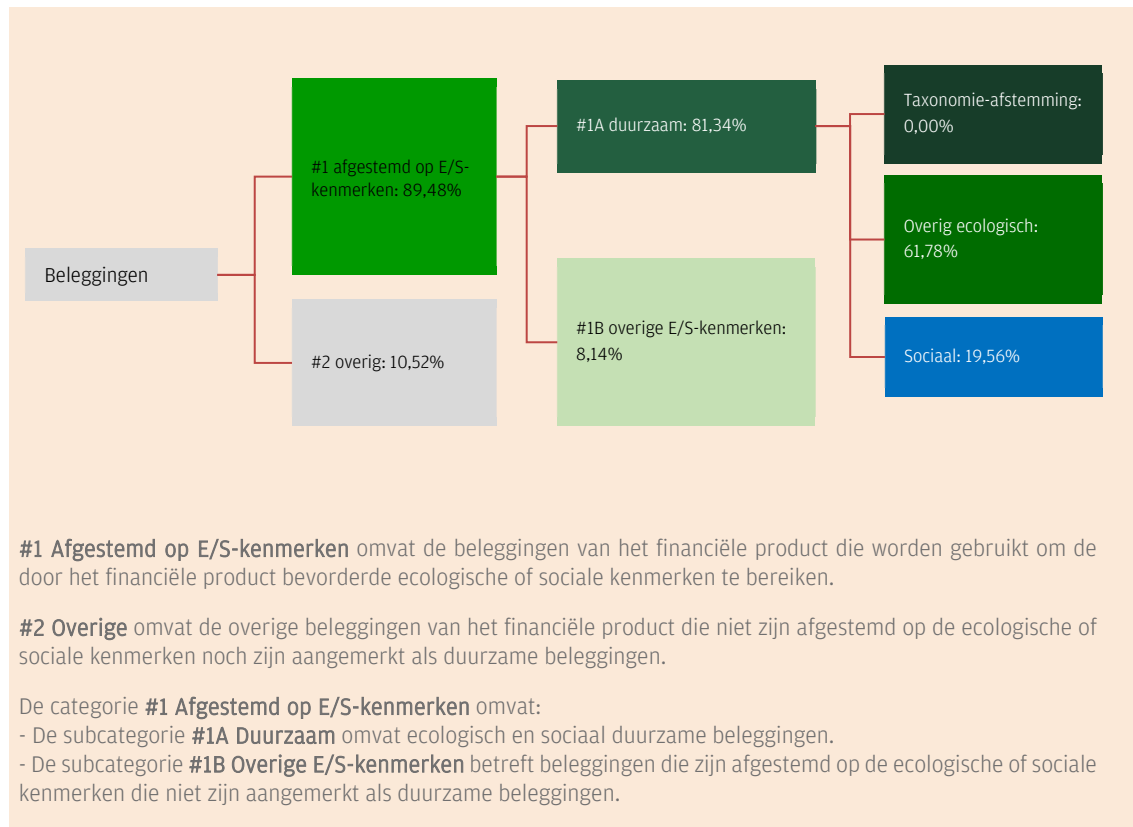 Beleggingen
#1 afgestemd op E/S-
kenmerken: 89,48%
#2 overig: 10,52%
#1A duurzaam: 81,34%
#1B overige E/S-kenmerken:
8,14%
Taxonomie-afstemming:
0,00%
Overig ecologisch:
61,78%
Sociaal: 19,56%
#1 Afgestemd op E/S-kenmerken omvat de beleggingen van het financiële product die worden gebruikt om de
door het financiële product bevorderde ecologische of sociale kenmerken te bereiken.
#2 Overige omvat de overige beleggingen van het financiële product die niet zijn afgestemd op de ecologische of
sociale kenmerken noch zijn aangemerkt als duurzame beleggingen.
De categorie #1 Afgestemd op E/S-kenmerken omvat:
- De subcategorie #1A Duurzaam omvat ecologisch en sociaal duurzame beleggingen.
- De subcategorie #1B Overige E/S-kenmerken betreft beleggingen die zijn afgestemd op de ecologische of sociale
kenmerken die niet zijn aangemerkt als duurzame beleggingen.